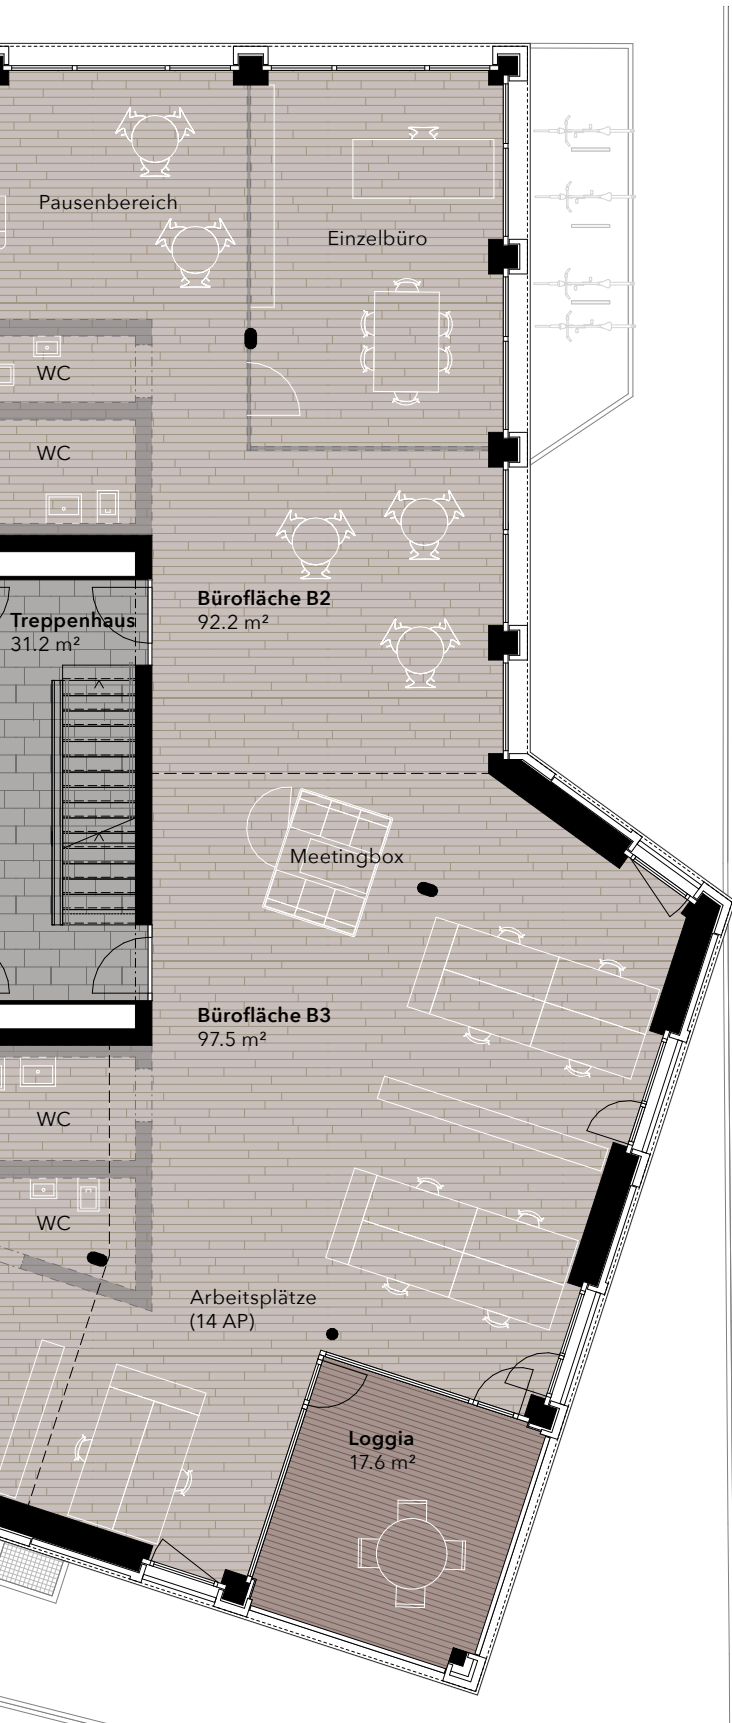 Pausenbereich
Einzelbüro
WC
WC
Bürofläche B2
92.2 m²
Treppenhaus
31.2 m²
Meetingbox
Bürofläche B3
97.5 m²
WC
WC
Arbeitsplätze
(14 AP)
Loggia
17.6 m²